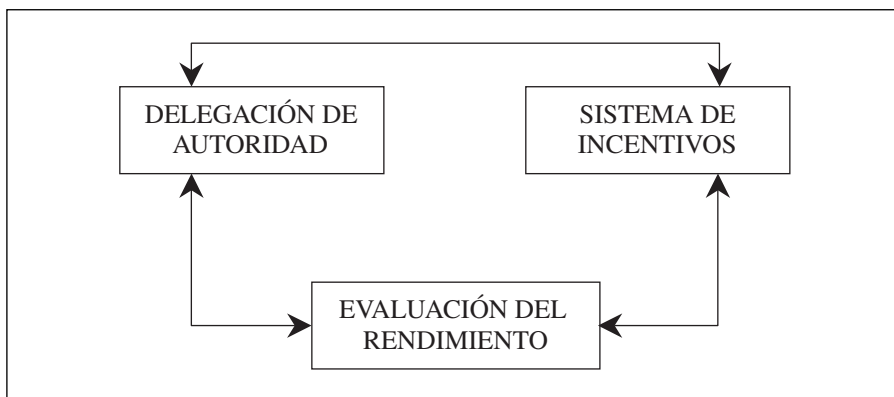 DELEGACIÓN DE
AUTORIDAD
SISTEMA DE
INCENTIVOS
EVALUACIÓN DEL
RENDIMIENTO